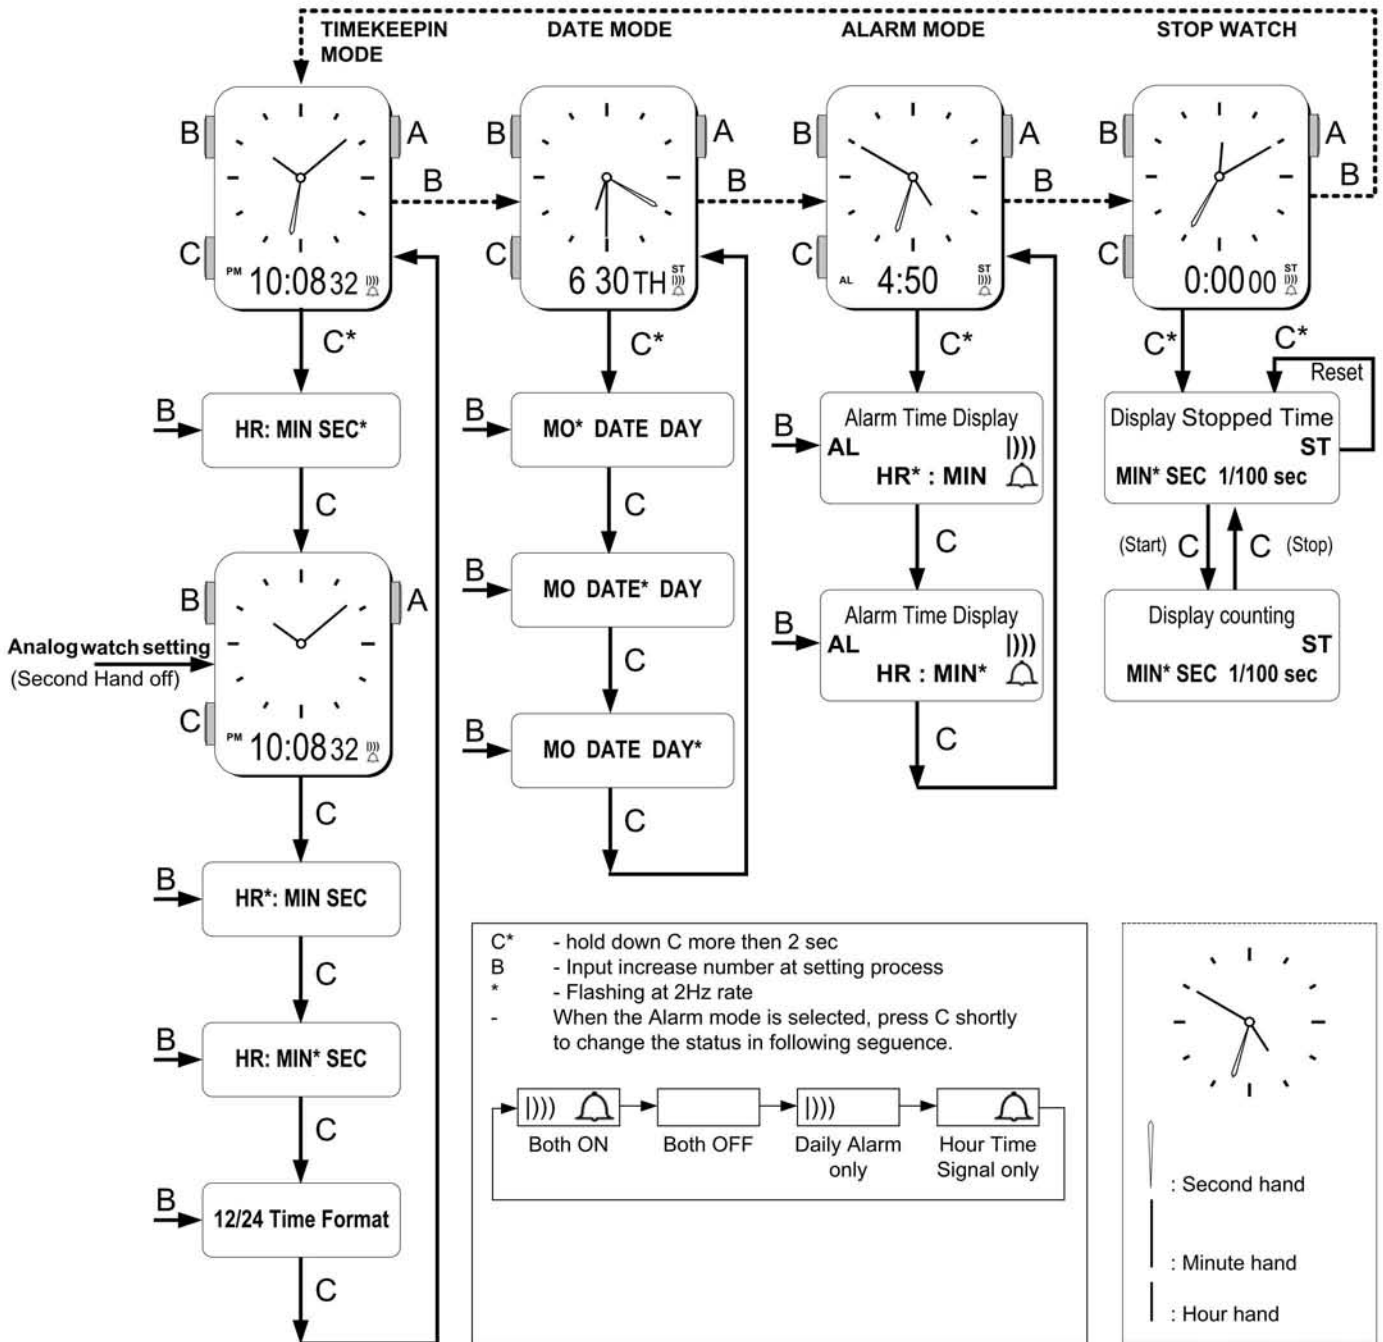 TIMEKEEPIN
MODE
DATE MODE
ALARM MODE
STOP WATCH
B
A
B
C
PM 10:08 32
B
A
B
C
6 30 TH ST
B
A
B
C
AL 4:50 ST
B
A
B
C
0:00 00 ST
C*
B
HR: MIN SEC*
C
B
A
Analog watch setting
(Second Hand off)
C
PM 10:08 32
C
B
HR*: MIN SEC
C
B
HR: MIN* SEC
C
B
12/24 Time Format
C
C*
B
MO* DATE DAY
C
B
MO DATE* DAY
C
B
MO DATE DAY*
C
C*
B
Alarm Time Display
AL
HR* : MIN
C
B
Alarm Time Display
AL
HR : MIN*
C
C*
C*
Reset
Display Stopped Time
ST
MIN* SEC 1/100 sec
(Start) C
C (Stop)
Display counting
ST
MIN* SEC 1/100 sec
C* - hold down C more then 2 sec
B - Input increase number at setting process
* - Flashing at 2Hz rate
- When the Alarm mode is selected, press C shortly
to change the status in following seguence.
Both ON
Both OFF
Daily Alarm
only
Hour Time
Signal only
: Second hand
: Minute hand
: Hour hand